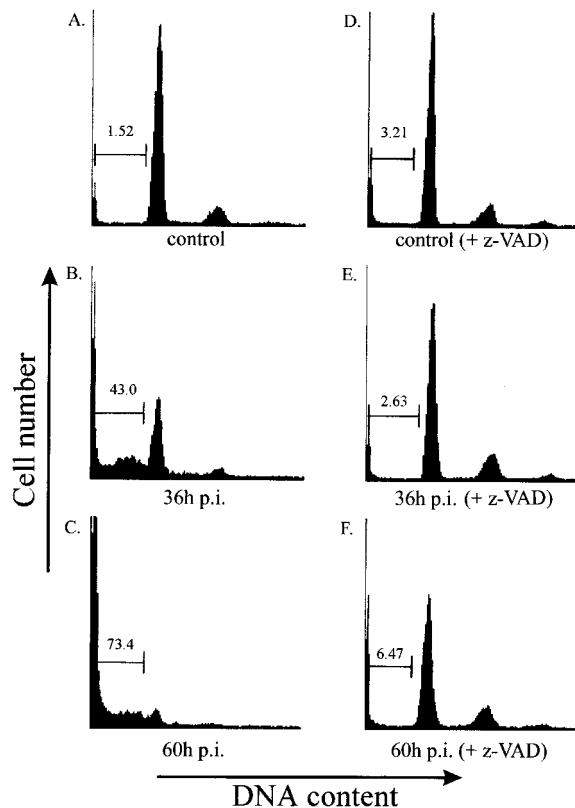 A.
1.52
control
D.
3.21
control (+ z-VAD)
B.
43.0
36h p.i.
E.
2.63
36h p.i. (+ z-VAD)
C.
73.4
60h p.i.
F.
6.47
60h p.i. (+ z-VAD)
Cell number
DNA content